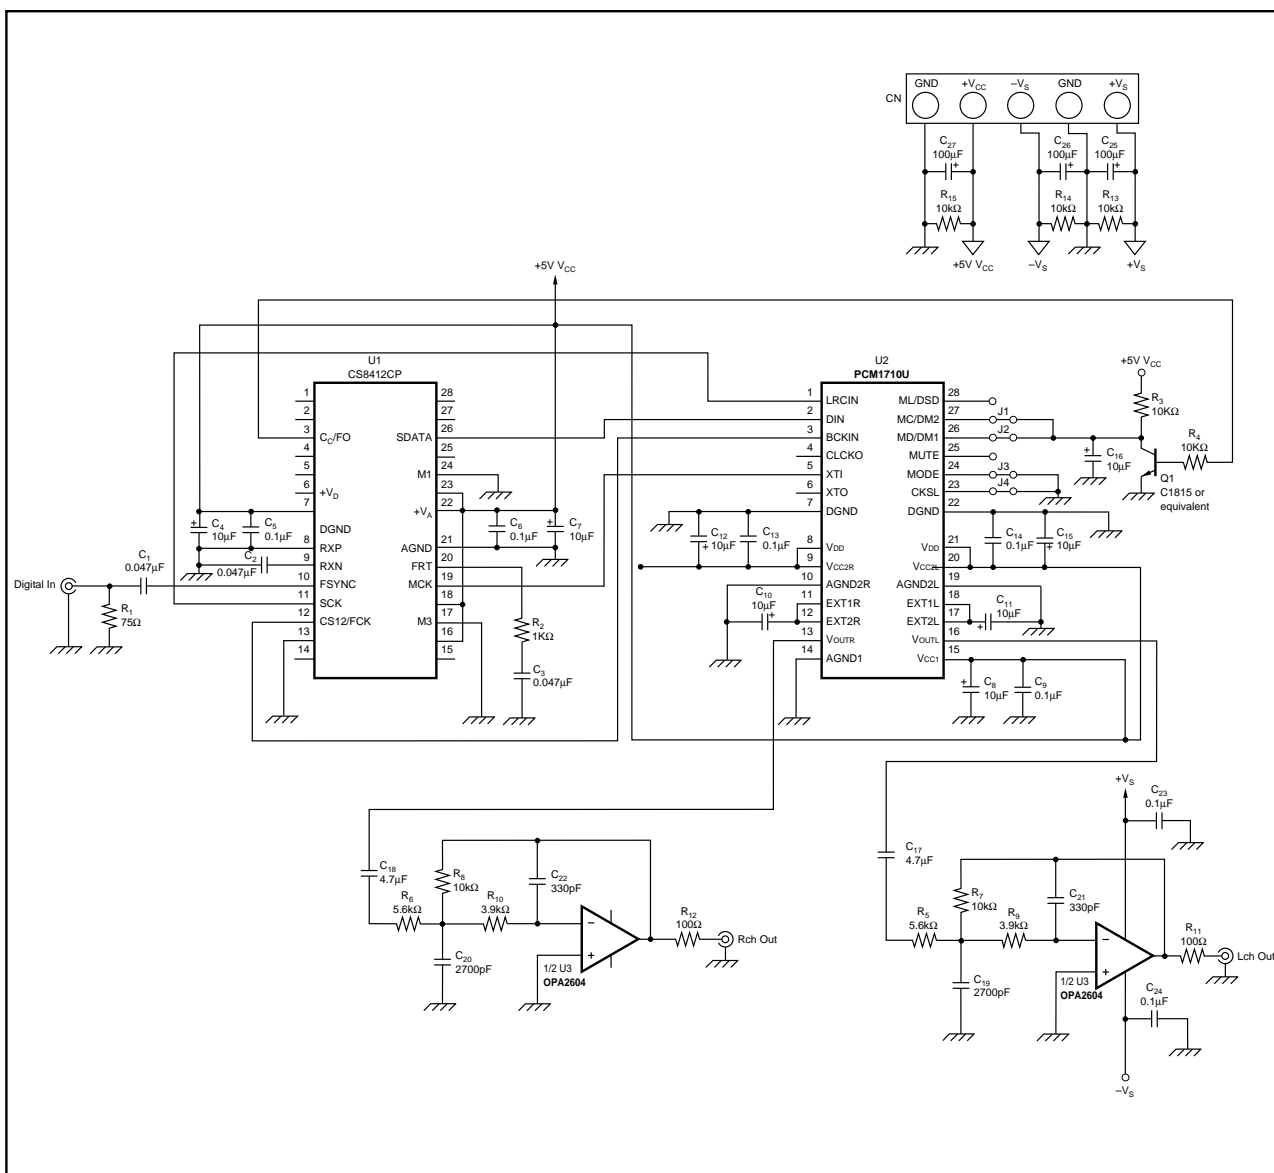 CN
GND +VCC –VS GND +VS
C27
100µF
C26
100µF
C25
100µF
R15
10kΩ
R14
10kΩ
R13
10kΩ
+5V VCC
–VS
+VS
+5V VCC
U1
CS8412CP
1
2
3
4
5
6
7
8
9
10
11
12
13
14
CC/FO
+VD
DGND
RXP
RXN
FSYNC
SCK
CS12/FCK
28
27
26
25
24
23
22
21
20
19
18
17
16
15
SDATA
M1
+VA
AGND
FRT
MCK
M3
C4
10µF
C5
0.1µF
C1
0.047µF
C2
0.047µF
Digital In
R1
75Ω
C6
0.1µF
C7
10µF
R2
1KΩ
C3
0.047µF
U2
PCM1710U
1
2
3
4
5
6
7
8
9
10
11
12
13
14
LRCIN
DIN
BCKIN
CLCKO
XTI
XTO
DGND
VDD
VCC2R
AGND2R
EXT1R
EXT2R
VOUTR
AGND1
28
27
26
25
24
23
22
21
20
19
18
17
16
15
ML/DSD
MC/DM2
MD/DM1
MUTE
MODE
CKSL
DGND
VDD
VCC2L
AGND2L
EXT1L
EXT2L
VOUTL
VCC1
J1
J2
J3
J4
+5V VCC
R3
10KΩ
R4
10KΩ
C16
10µF
Q1
C1815 or
equivalent
C12
10µF
C13
0.1µF
C14
0.1µF
C15
10µF
C10
10µF
C11
10µF
C8
10µF
C9
0.1µF
C18
4.7µF
R8
10kΩ
C22
330pF
R6
5.6kΩ
R10
3.9kΩ
C20
2700pF
–
+
1/2 U3
OPA2604
R12
100Ω
Rch Out
+VS
C23
0.1µF
C17
4.7µF
R7
10kΩ
C21
330pF
R5
5.6kΩ
R9
3.9kΩ
C19
2700pF
–
+
1/2 U3
OPA2604
R11
100Ω
Lch Out
C24
0.1µF
–VS